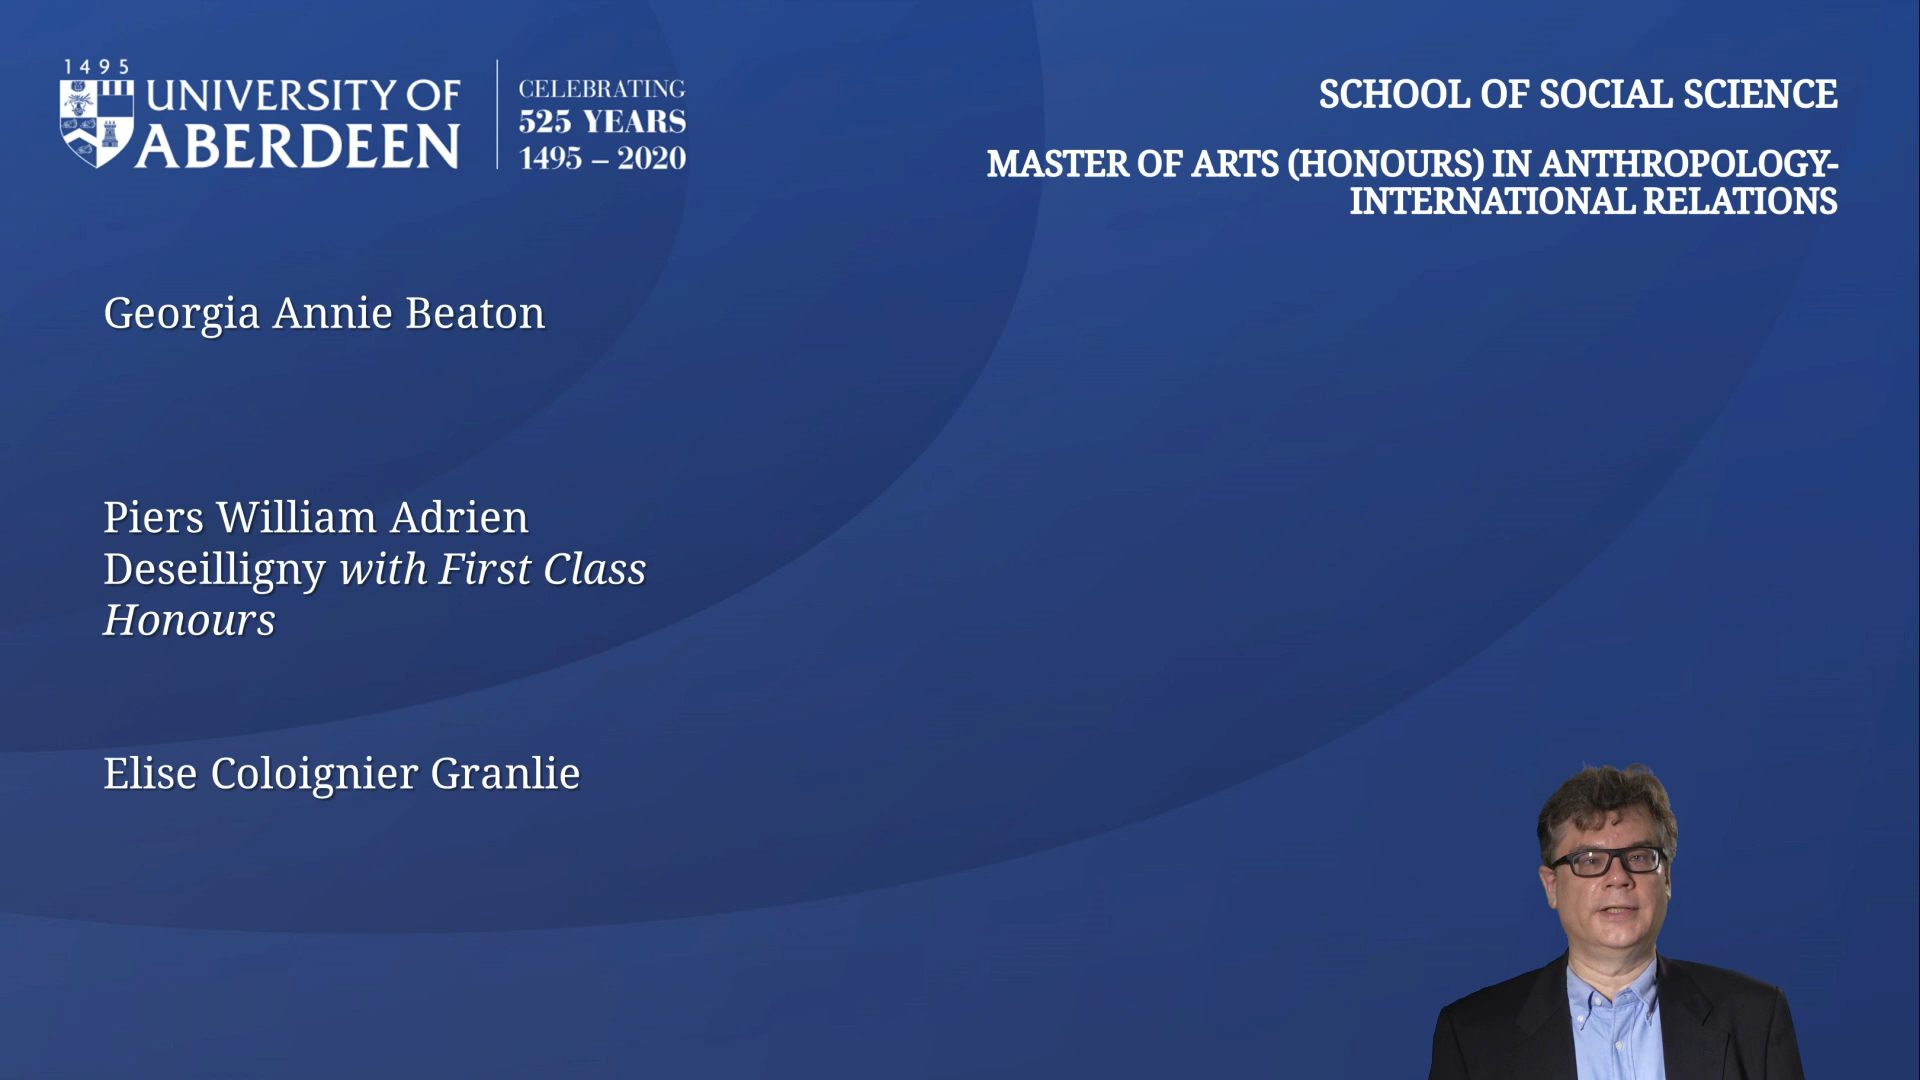 1495
UNIVERSITY OF
ABERDEEN
CELEBRATING
525 YEARS
1495 – 2020
SCHOOL OF SOCIAL SCIENCE
MASTER OF ARTS (HONOURS) IN ANTHROPOLOGY-
INTERNATIONAL RELATIONS
Georgia Annie Beaton
Piers William Adrien
Deseilligny with First Class
Honours
Elise Coloignier Granlie